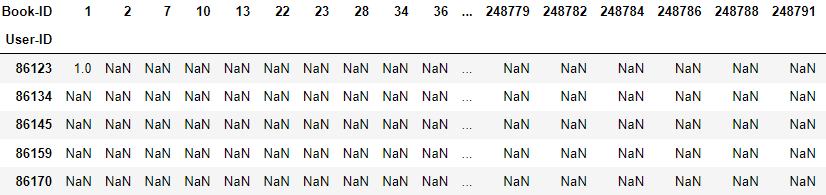 Book-ID 1 2 7 10 13 22 23 28 34 36 ... 248779 248782 248784 248786 248788 248791
User-ID
86123 1.0 NaN NaN NaN NaN NaN NaN NaN NaN NaN ... NaN NaN NaN NaN NaN NaN
86134 NaN NaN NaN NaN NaN NaN NaN NaN NaN NaN ... NaN NaN NaN NaN NaN NaN
86145 NaN NaN NaN NaN NaN NaN NaN NaN NaN NaN ... NaN NaN NaN NaN NaN NaN
86159 NaN NaN NaN NaN NaN NaN NaN NaN NaN NaN ... NaN NaN NaN NaN NaN NaN
86170 NaN NaN NaN NaN NaN NaN NaN NaN NaN NaN ... NaN NaN NaN NaN NaN NaN